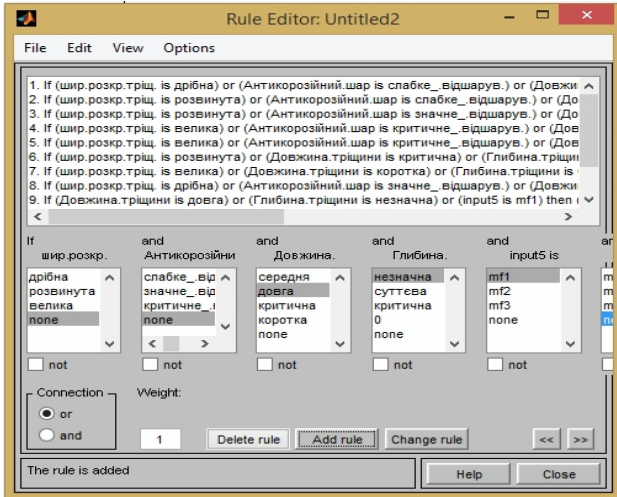 Rule Editor: Untitled2
File Edit View Options
1. If (шир.розкр.тріщ. is дрібна) or (Антикорозійний.шар is слабке_.відшарув.) or (Довжи
2. If (шир.розкр.тріщ. is розвинута) or (Антикорозійний.шар is слабке_.відшарув.) or (До
3. If (шир.розкр.тріщ. is розвинута) or (Антикорозійний.шар is значне_.відшарув.) or (До
4. If (шир.розкр.тріщ. is велика) or (Антикорозійний.шар is критичне_.відшарув.) or (Дов
5. If (шир.розкр.тріщ. is велика) or (Антикорозійний.шар is критичне_.відшарув.) or (Дов
6. If (шир.розкр.тріщ. is розвинута) or (Довжина.тріщини is критична) or (Глибина.тріщи
7. If (шир.розкр.тріщ. is велика) or (Довжина.тріщини is коротка) or (Глибина.тріщини is
8. If (шир.розкр.тріщ. is дрібна) or (Антикорозійний.шар is значне_.відшарув.) or (Довжи
9. If (Довжина.тріщини is довга) or (Глибина.тріщини is незначна) or (input5 is mf1) then
If and and and and
шир.розкр. Антикорозійни Довжина. Глибина. input5 is
дрібна слабке_.від середня незначна mf1
розвинута значне_.від довга суттєва mf2
велика критичне_. критична критична mf3
none none коротка 0 none
none none
not not not not not
Connection Weight:
or
and 1 Delete rule Add rule Change rule << >>
The rule is added Help Close